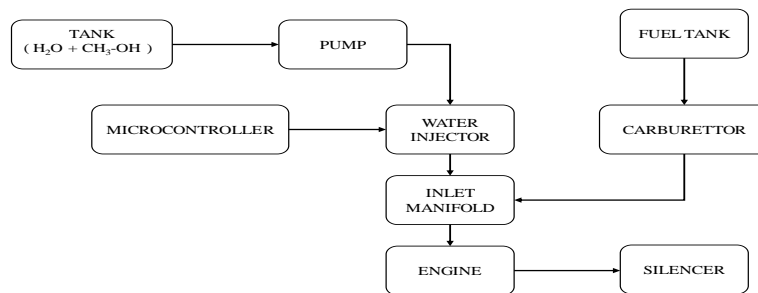 TANK
( H₂O + CH₃-OH )
PUMP
FUEL TANK
MICROCONTROLLER
WATER
INJECTOR
CARBURETTOR
INLET
MANIFOLD
ENGINE
SILENCER